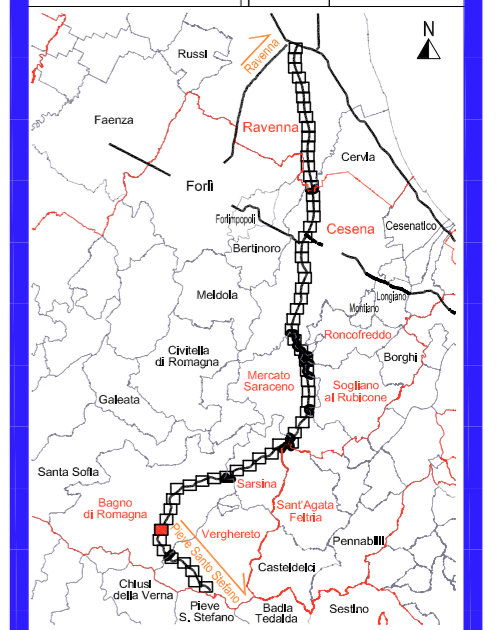 N
Russi
Ravenna
Faenza
Ravenna
Cervia
Forlì
Forlimpopoli
Cesena
Cesenatico
Bertinoro
Meldola
Longiano
Montiano
Roncofreddo
Civitella
di Romagna
Borghi
Mercato
Saraceno
Sogliano
al Rubicone
Galeata
Santa Sofia
Sarsina
Bagno
di Romagna
Sant'Agata
Feltria
Verghereto
Pieve Santo Stefano
Pennabilli
Casteldelci
Chiusi
della Verna
Pieve
S. Stefano
Badia
Tedalda
Sestino